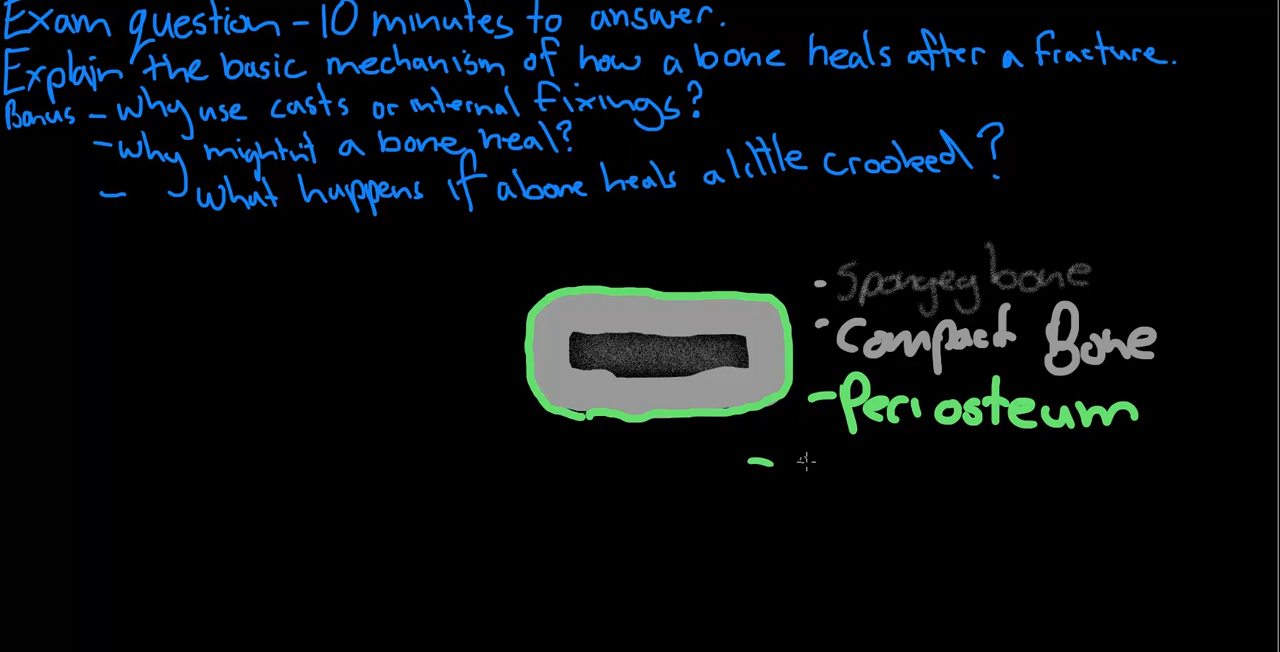 Exam question - 10 minutes to answer.
Explain the basic mechanism of how a bone heals after a fracture.
Bonus - why use casts or internal fixings?
- why mightn't a bone heal?
- what happens if a bone heals a little crooked?
• Spongey bone
• Compact Bone
- Periosteum
-